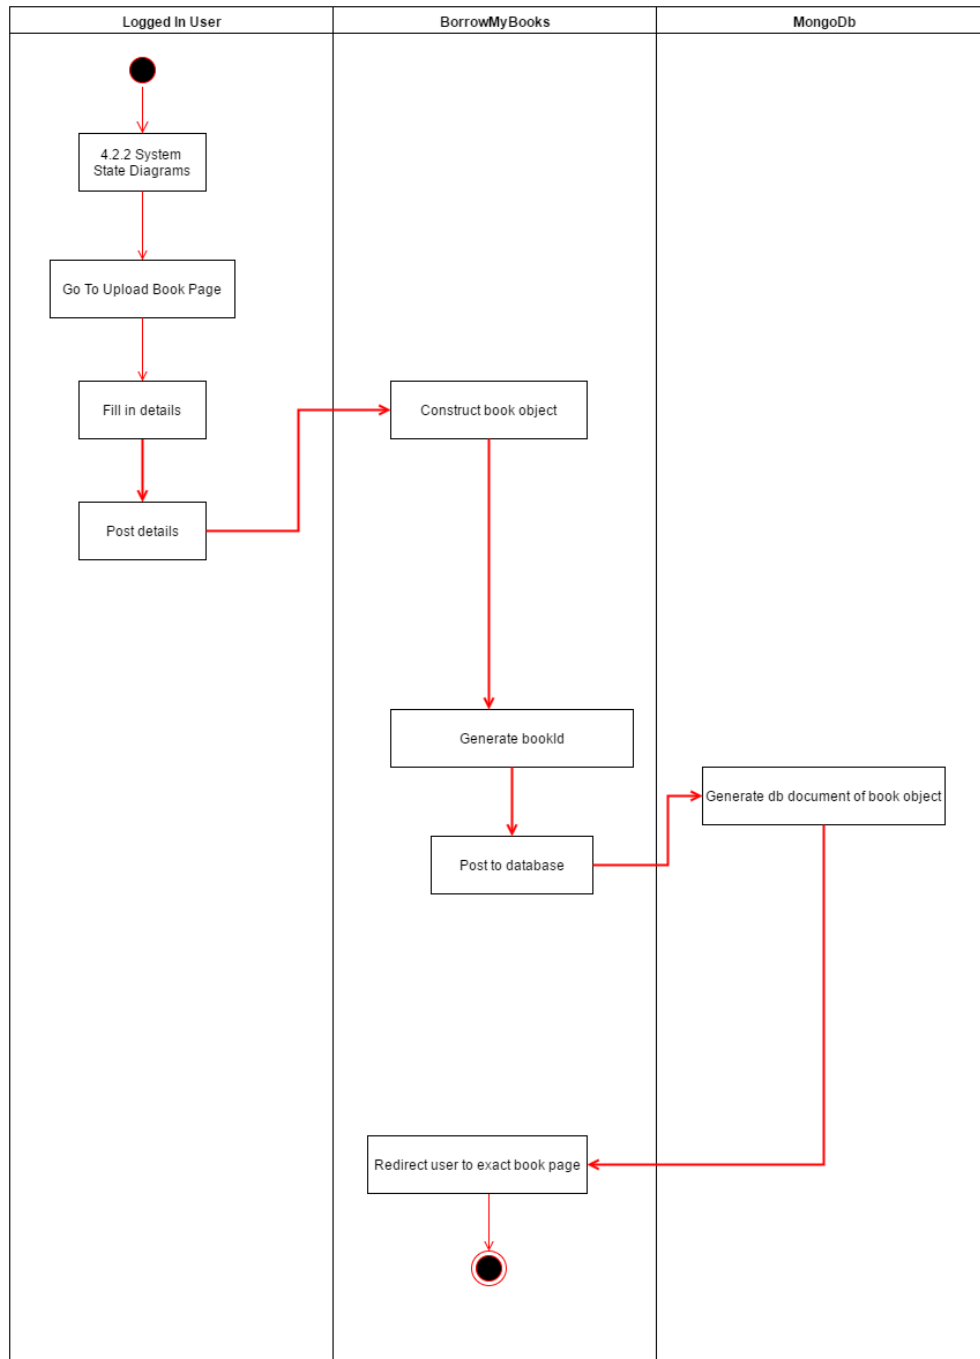 Logged In User
BorrowMyBooks
MongoDb
4.2.2 System
State Diagrams
Go To Upload Book Page
Fill in details
Construct book object
Post details
Generate bookId
Generate db document of book object
Post to database
Redirect user to exact book page